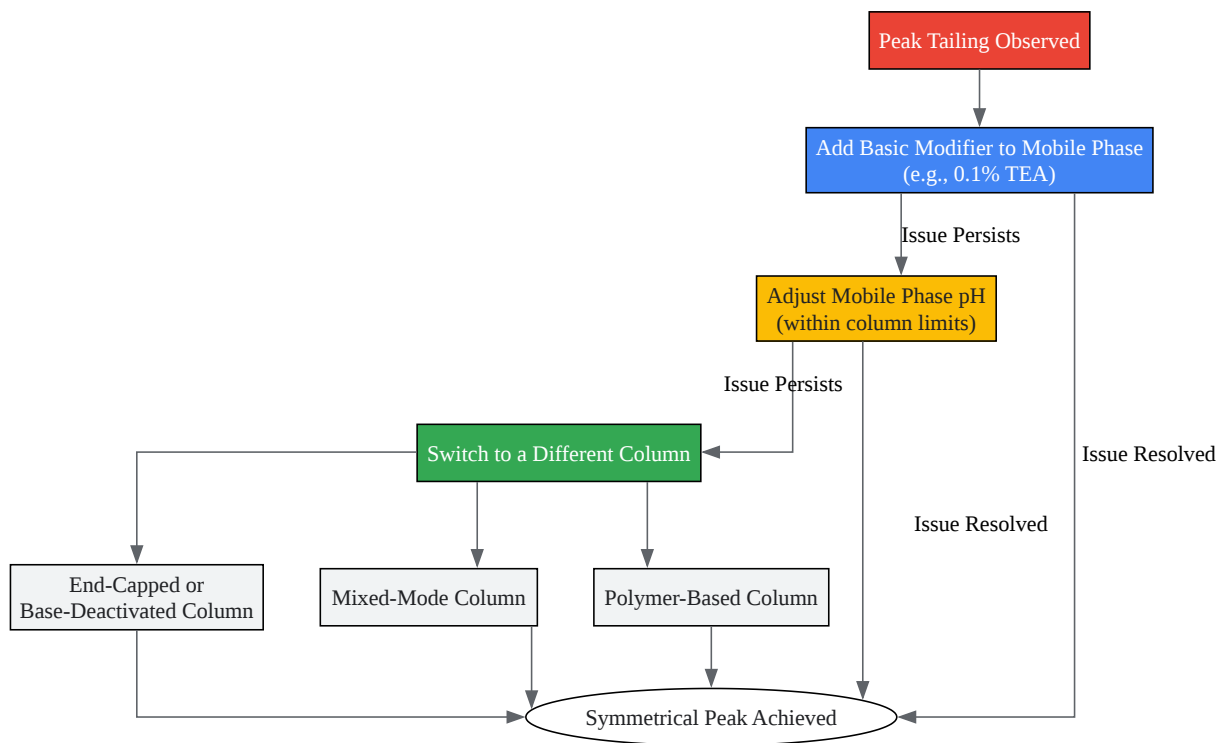 Peak Tailing Observed
Add Basic Modifier to Mobile Phase
(e.g., 0.1% TEA)
Issue Persists
Adjust Mobile Phase pH
(within column limits)
Issue Persists
Switch to a Different Column
Issue Resolved
Issue Resolved
End-Capped or
Base-Deactivated Column
Mixed-Mode Column
Polymer-Based Column
Symmetrical Peak Achieved